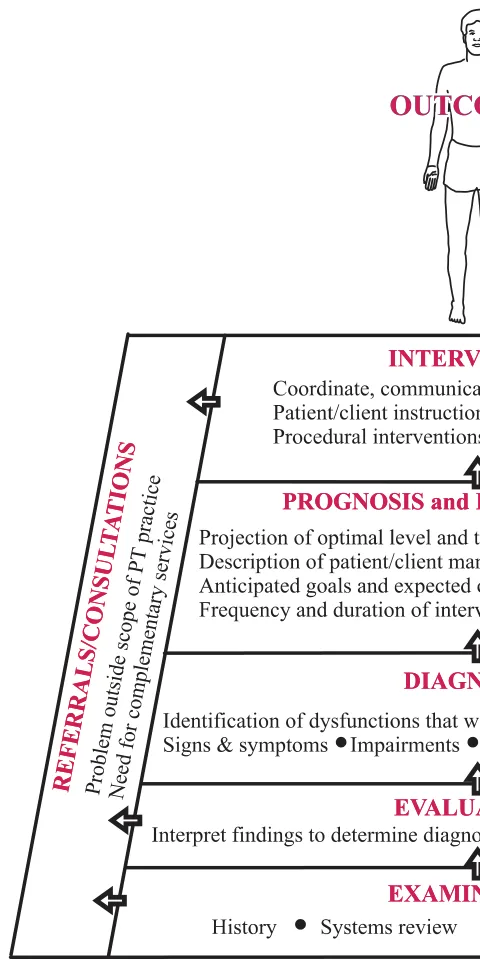 OUTCO
INTERV
Coordinate, communica
Patient/client instruction
Procedural interventions
PROGNOSIS and
Projection of optimal level and t
Description of patient/client man
Anticipated goals and expected
Frequency and duration of interv
DIAGN
Identification of dysfunctions that w
Signs & symptoms ●Impairments ●
EVALUA
Interpret findings to determine diagno
EXAMIN
History ● Systems review
REFERRALS/CONSULTATIONS
Problem outside scope of PT practice
Need for complementary services